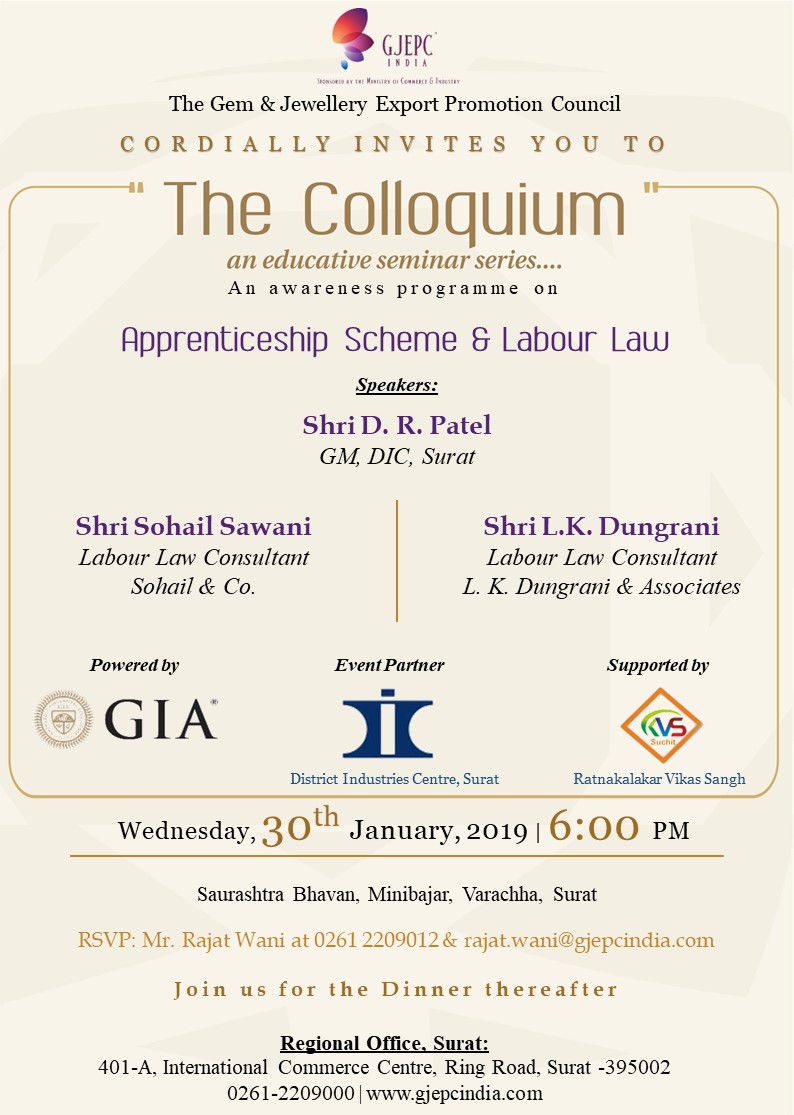 GJEPC
INDIA
SPONSORED BY THE MINISTRY OF COMMERCE & INDUSTRY
The Gem & Jewellery Export Promotion Council
CORDIALLY INVITES YOU TO
" The Colloquium "
an educative seminar series....
An awareness programme on
Apprenticeship Scheme & Labour Law
Speakers:
Shri D. R. Patel
GM, DIC, Surat
Shri Sohail Sawani
Labour Law Consultant
Sohail & Co.
Shri L.K. Dungrani
Labour Law Consultant
L. K. Dungrani & Associates
Powered by
GIA®
Event Partner
District Industries Centre, Surat
Supported by
KVS
Suchit
Ratnakalakar Vikas Sangh
Wednesday, 30th January, 2019 | 6:00 PM
Saurashtra Bhavan, Minibajar, Varachha, Surat
RSVP: Mr. Rajat Wani at 0261 2209012 & rajat.wani@gjepcindia.com
Join us for the Dinner thereafter
Regional Office, Surat:
401-A, International Commerce Centre, Ring Road, Surat -395002
0261-2209000 | www.gjepcindia.com